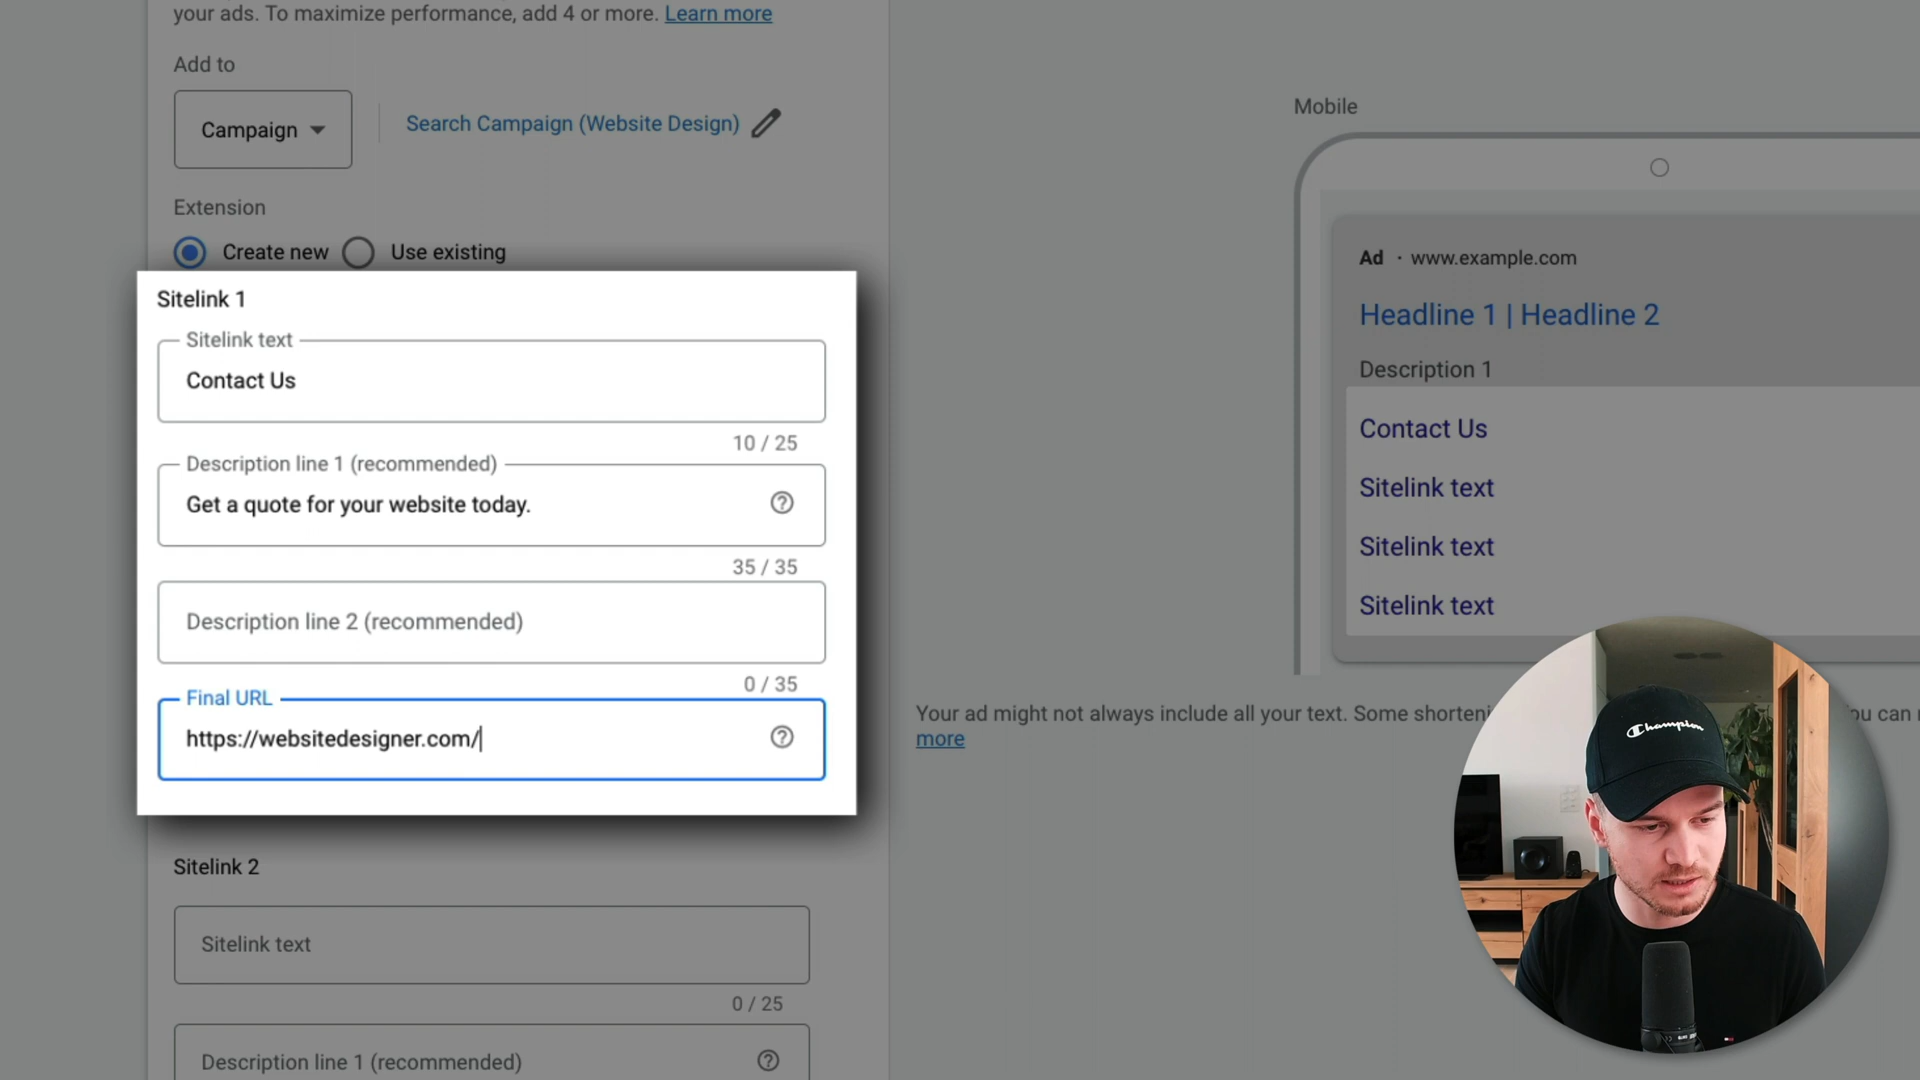 your ads. To maximize performance, add 4 or more. Learn more
Add to
Campaign
Search Campaign (Website Design)
Extension
Create new
Use existing
Sitelink 1
Sitelink text
Contact Us
10 / 25
Description line 1 (recommended)
Get a quote for your website today.
35 / 35
Description line 2 (recommended)
0 / 35
Final URL
https://websitedesigner.com/
Sitelink 2
Sitelink text
0 / 25
Description line 1 (recommended)
Mobile
Ad · www.example.com
Headline 1 | Headline 2
Description 1
Contact Us
Sitelink text
Sitelink text
Sitelink text
Your ad might not always include all your text. Some shorteni
ou can
more
Champion